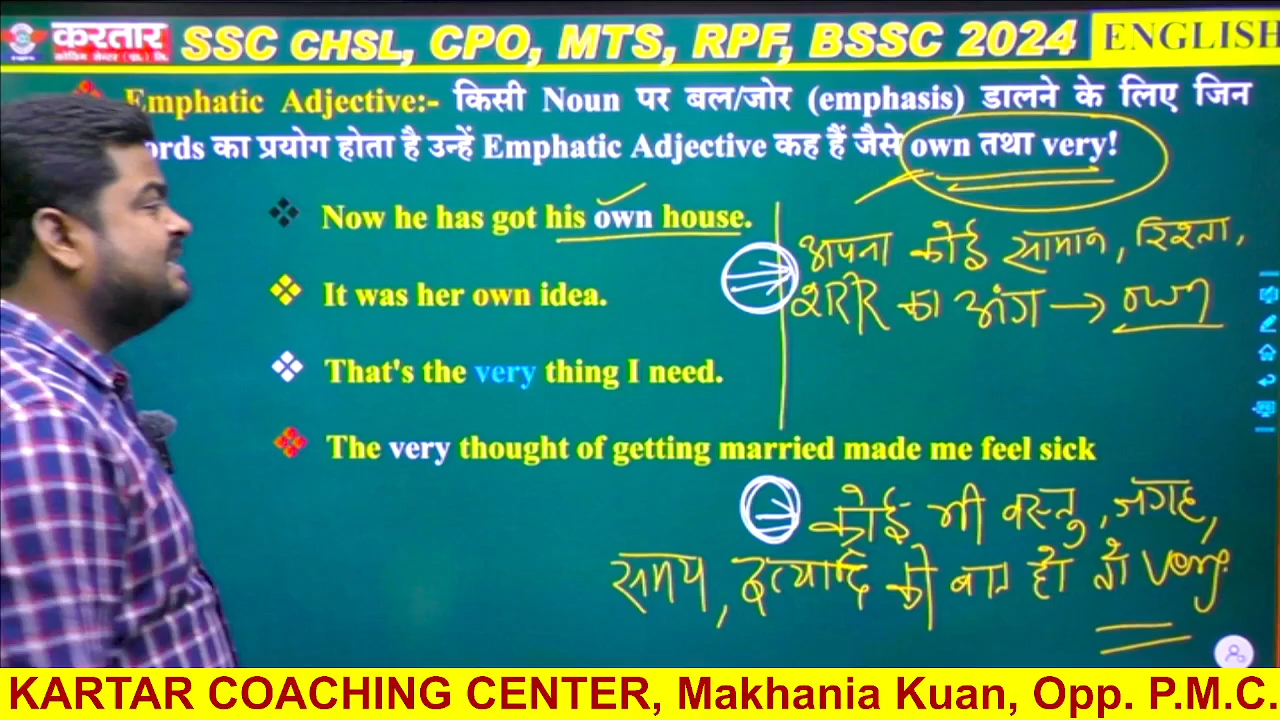 करतार
SSC CHSL, CPO, MTS, RPF, BSSC 2024
ENGLISH
Emphatic Adjective:- किसी Noun पर बल/जोर (emphasis) डालने के लिए जिन
ords का प्रयोग होता है उन्हें Emphatic Adjective कह हैं जैसे own तथा very!
Now he has got his own house.
अपना कोई सामान, रिश्ता,
शरीर का अंग → own
It was her own idea.
That's the very thing I need.
The very thought of getting married made me feel sick
कोई भी वस्तु, जगह,
समय, इत्यादि की बात हो तो very
KARTAR COACHING CENTER, Makhania Kuan, Opp. P.M.C.